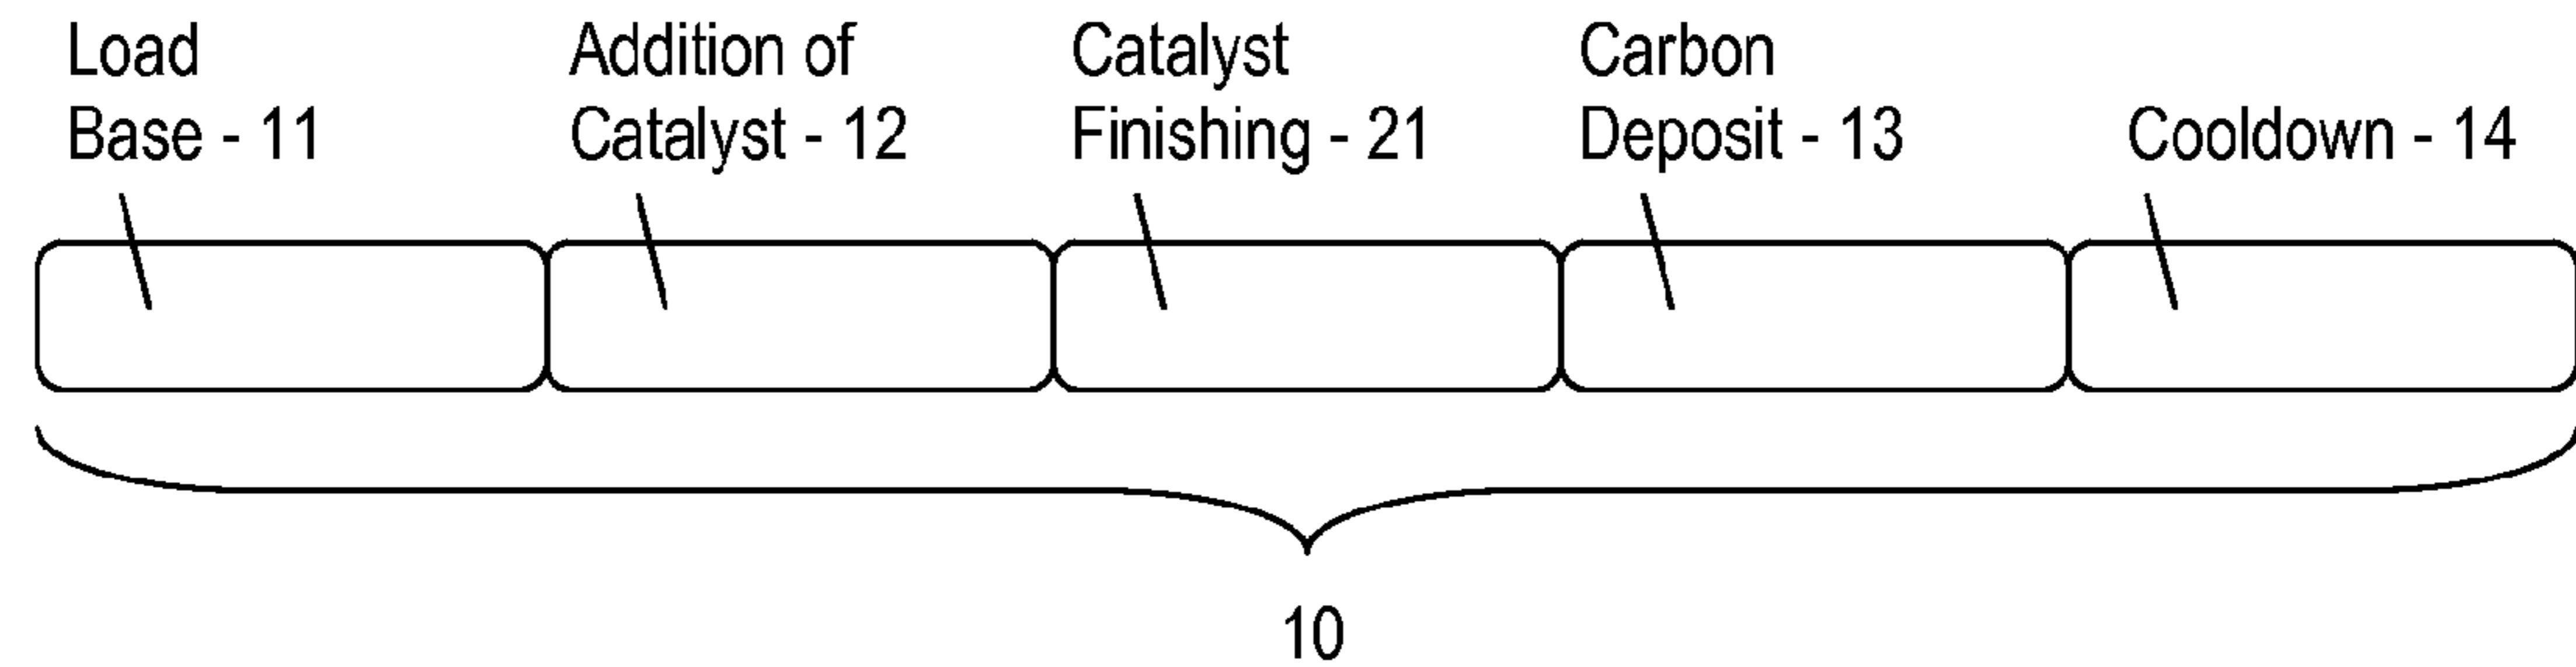 Load
Base - 11
Addition of
Catalyst - 12
Catalyst
Finishing - 21
Carbon
Deposit - 13
Cooldown - 14
10